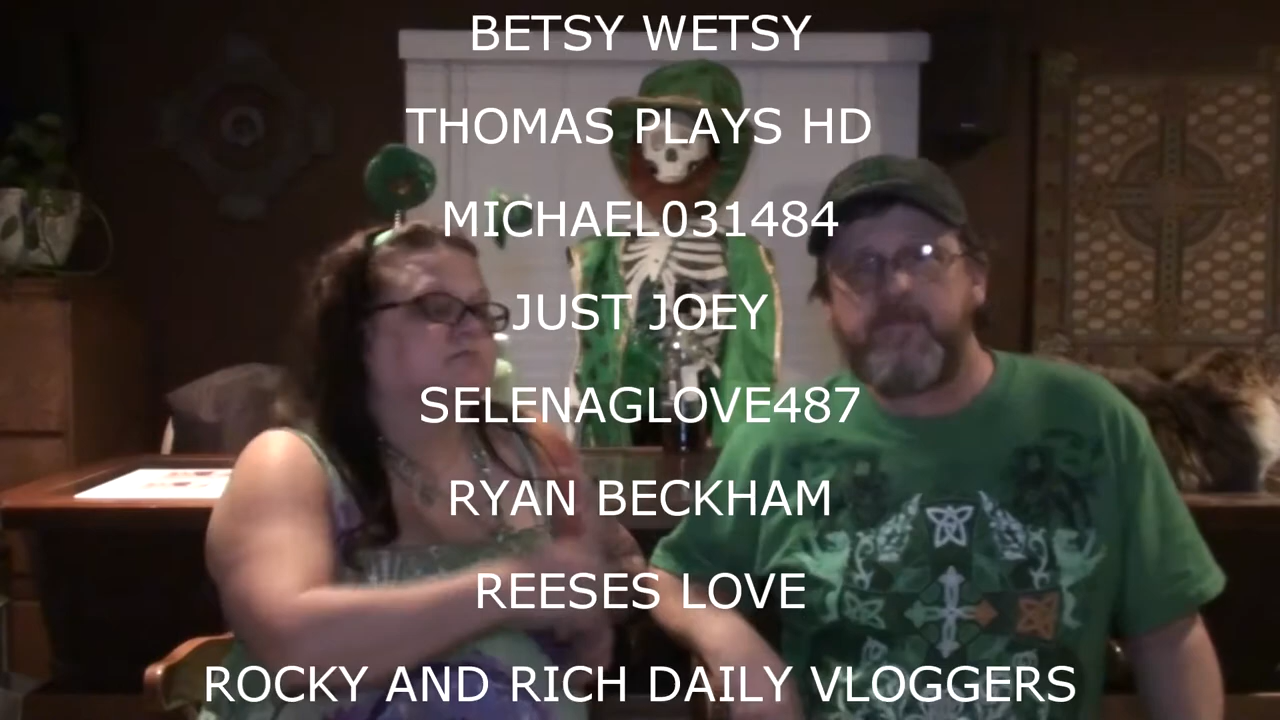 BETSY WETSY
THOMAS PLAYS HD
MICHAEL031484
JUST JOEY
SELENAGLOVE487
RYAN BECKHAM
REESES LOVE
ROCKY AND RICH DAILY VLOGGERS